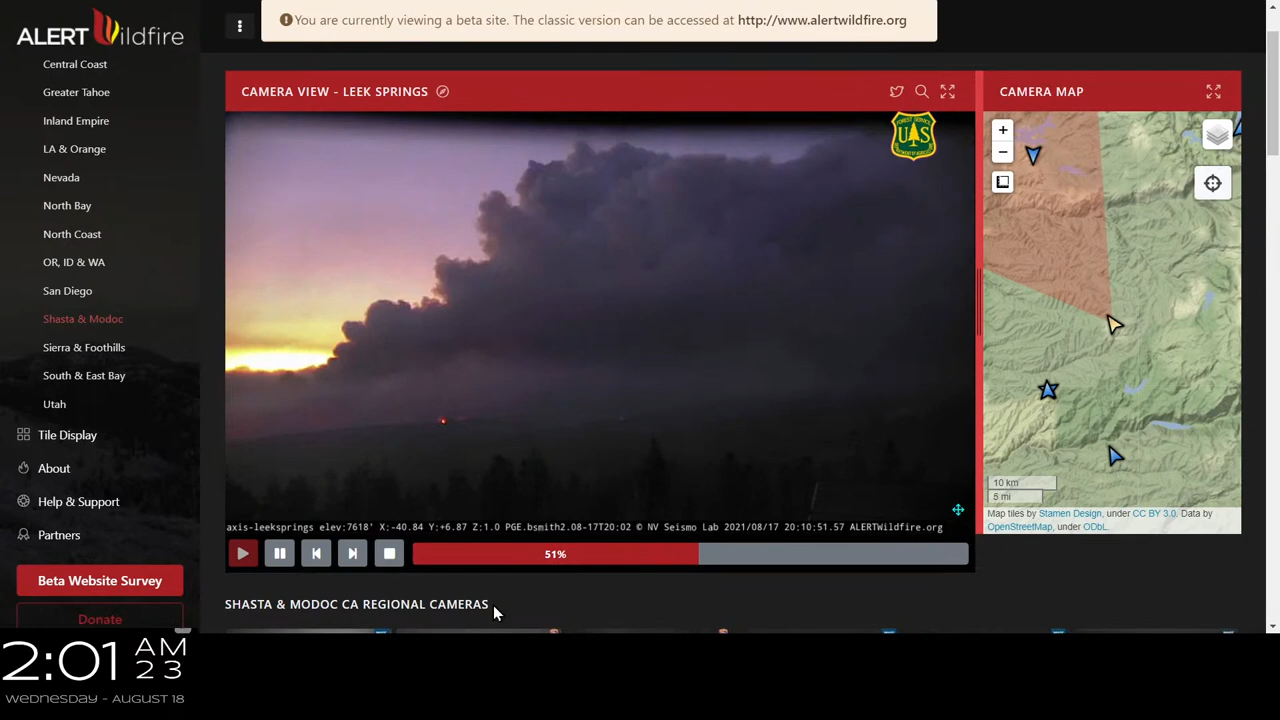 ALERT Wildfire
Central Coast
Greater Tahoe
Inland Empire
LA & Orange
Nevada
North Bay
North Coast
OR, ID & WA
San Diego
Shasta & Modoc
Sierra & Foothills
South & East Bay
Utah
Tile Display
About
Help & Support
Partners
Beta Website Survey
Donate
You are currently viewing a beta site. The classic version can be accessed at http://www.alertwildfire.org
CAMERA VIEW - LEEK SPRINGS
FOREST SERVICE
U S
DEPARTMENT OF AGRICULTURE
axis-leeksprings elev:7618' X:-40.84 Y:+6.87 Z:1.0 PGE.bsmith2.08-17T20:02 © NV Seismo Lab 2021/08/17 20:10:51.57 ALERTWildfire.org
51%
SHASTA & MODOC CA REGIONAL CAMERAS
CAMERA MAP
+
−
10 km
5 mi
Map tiles by Stamen Design, under CC BY 3.0. Data by
OpenStreetMap, under ODbL.
2:01 AM
23
WEDNESDAY - AUGUST 18